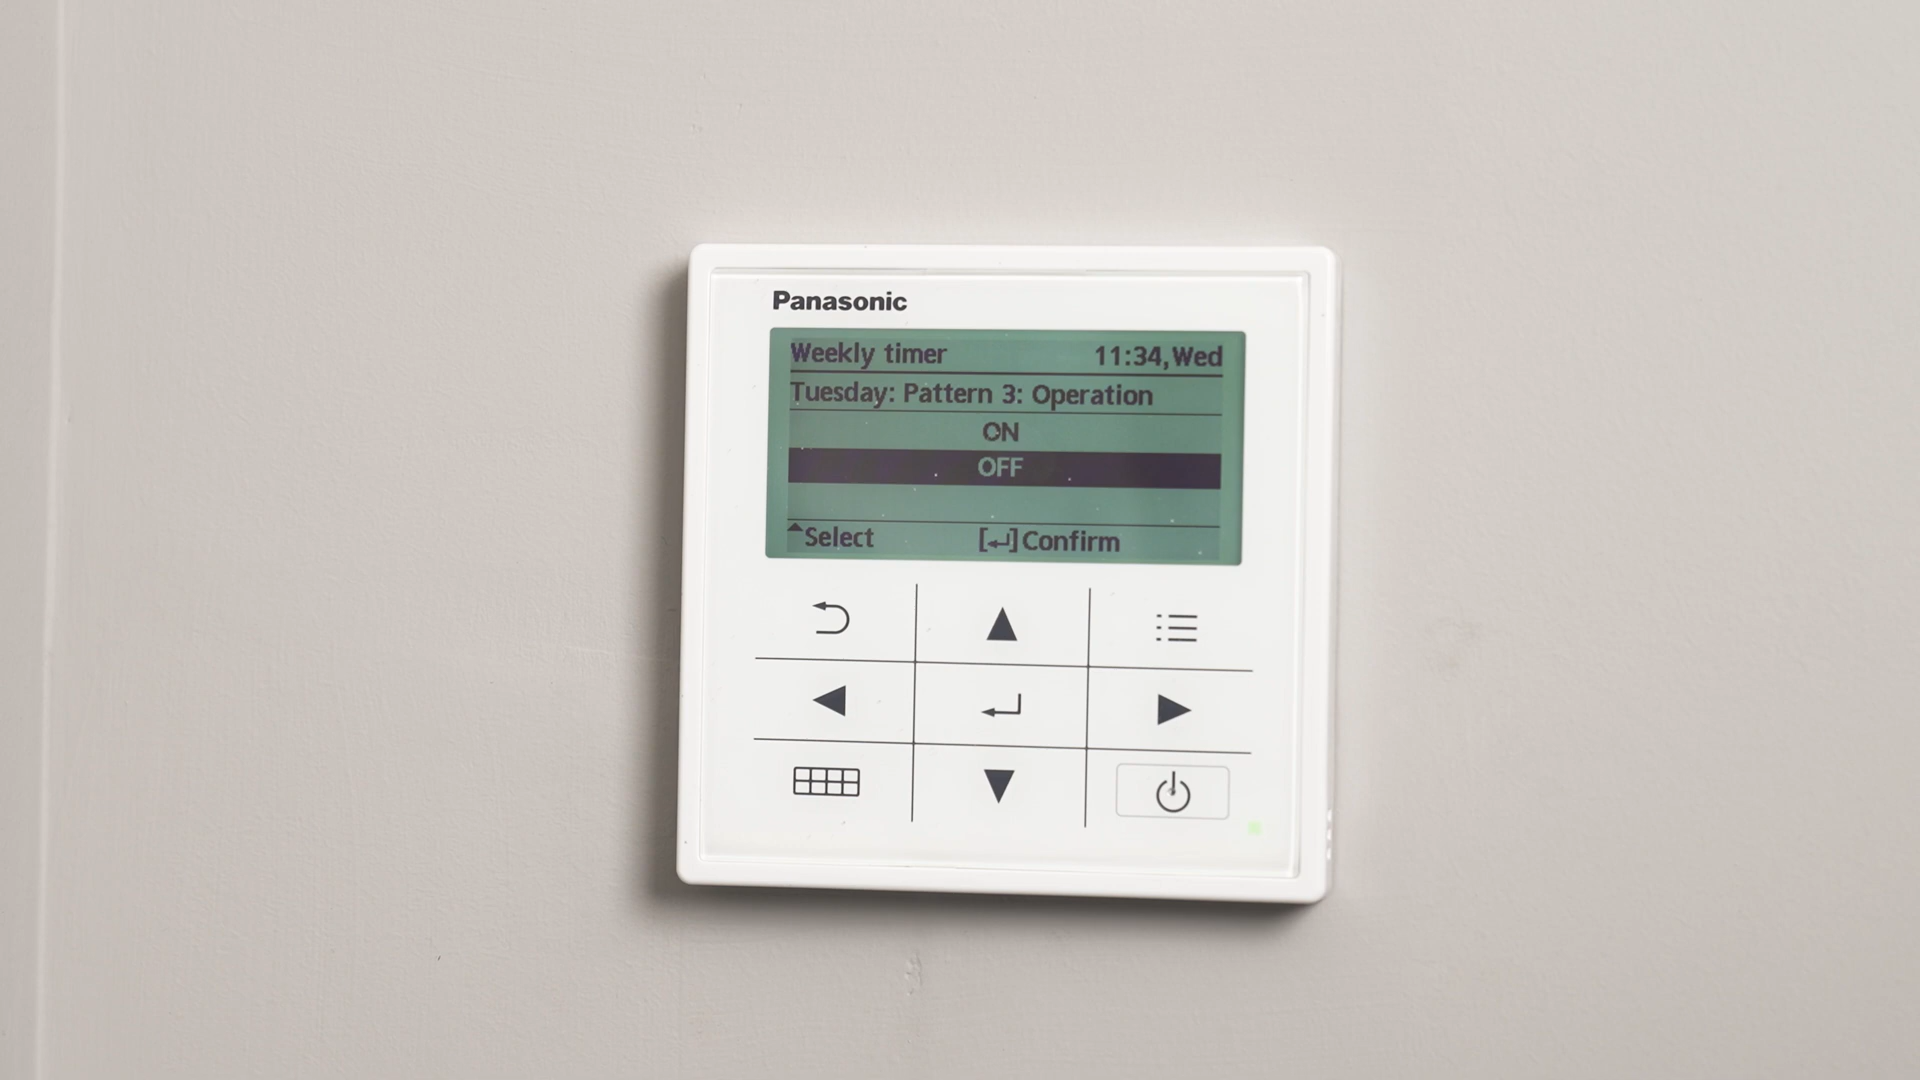 Panasonic
Weekly timer 11:34,Wed
Tuesday: Pattern 3: Operation
ON
OFF
Select [↵]Confirm